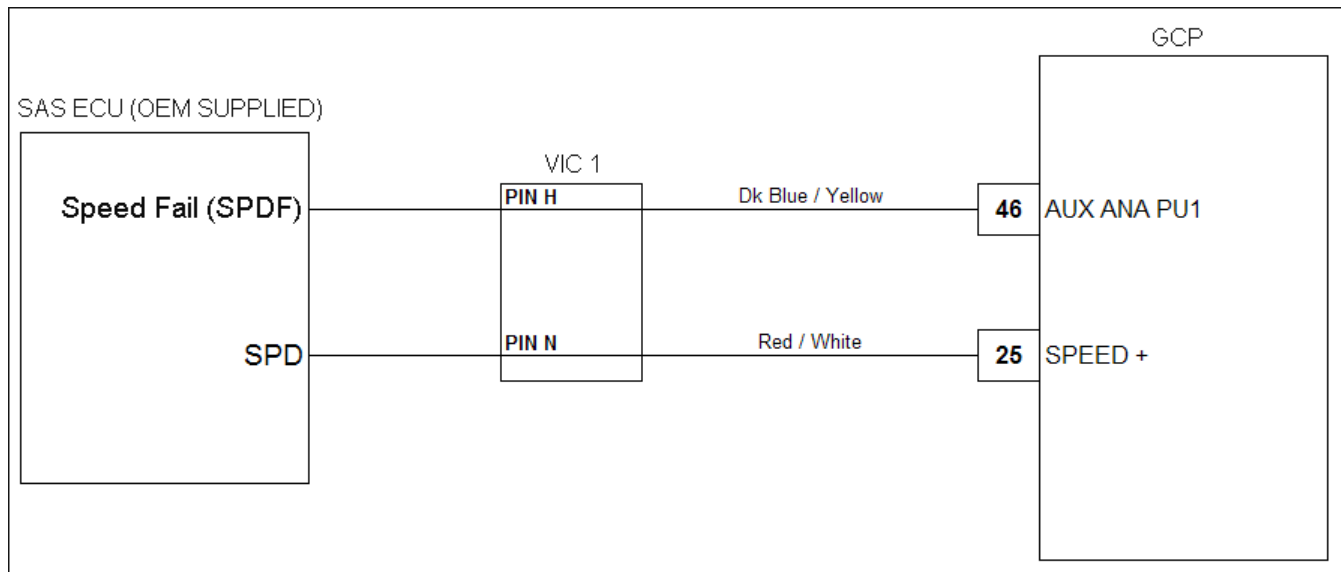 GCP
SAS ECU (OEM SUPPLIED)
VIC 1
Speed Fail (SPDF)
PIN H
Dk Blue / Yellow
46
AUX ANA PU1
SPD
PIN N
Red / White
25
SPEED +